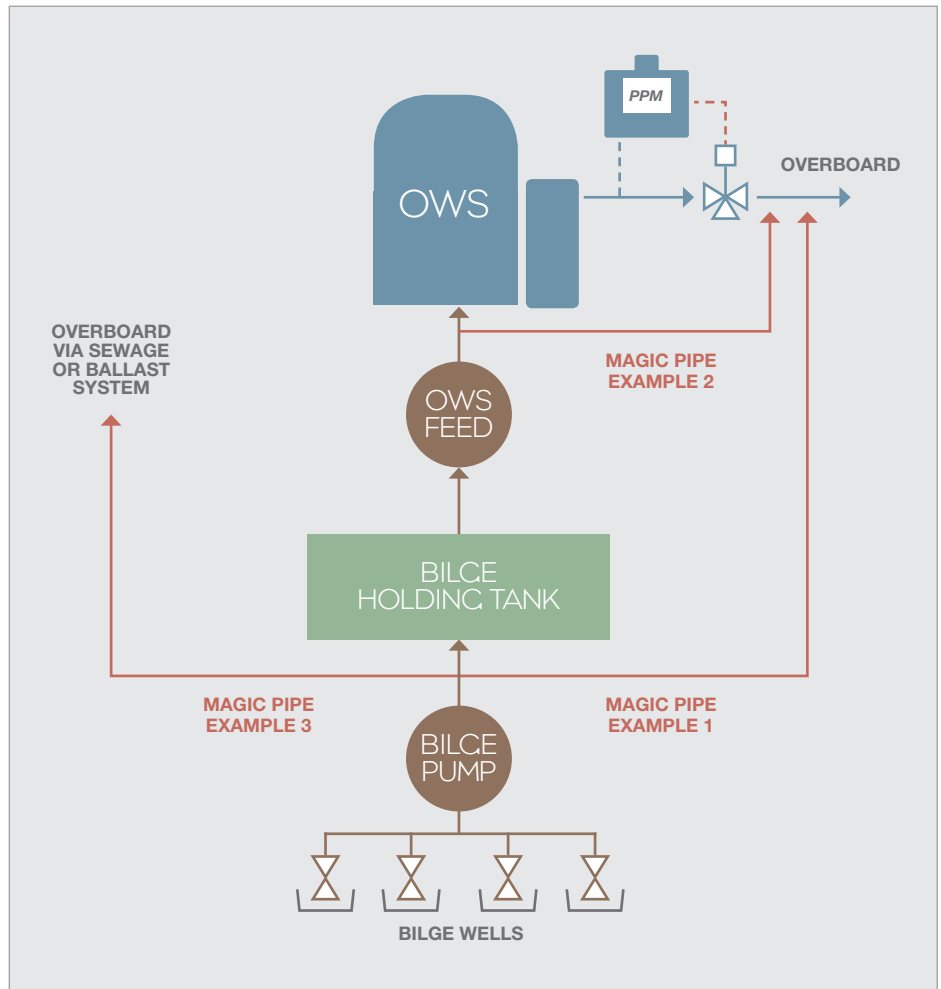 PPM
OVERBOARD
OWS
OVERBOARD
VIA SEWAGE
OR BALLAST
SYSTEM
MAGIC PIPE
EXAMPLE 2
OWS
FEED
BILGE
HOLDING TANK
MAGIC PIPE
EXAMPLE 3
MAGIC PIPE
EXAMPLE 1
BILGE
PUMP
BILGE WELLS